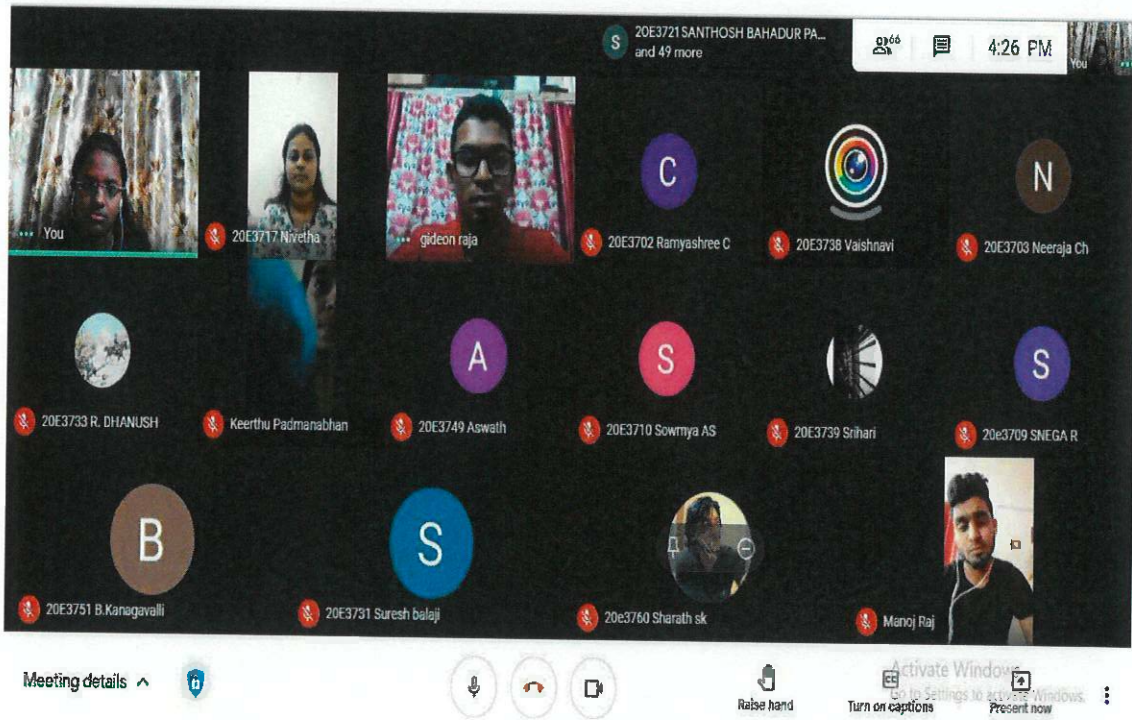 S 20E3721 SANTHOSH BAHADUR PA...
and 49 more
66
4:26 PM
You
You
20E3717 Nivetha
gideon raja
C
20E3702 Ramyashree C
20E3738 Vaishnavi
N
20E3703 Neeraja Ch
20E3733 R. DHANUSH
Keerthu Padmanabhan
A
20E3749 Aswath
S
20E3710 Sowmya AS
20E3739 Srihari
S
20e3709 SNEGA R
B
20E3751 B.Kanagavalli
S
20E3731 Suresh balaji
20e3760 Sharath sk
Manoj Raj
Meeting details
Raise hand
Turn on captions
Present now
Activate Windows
Go to Settings to activate Windows.